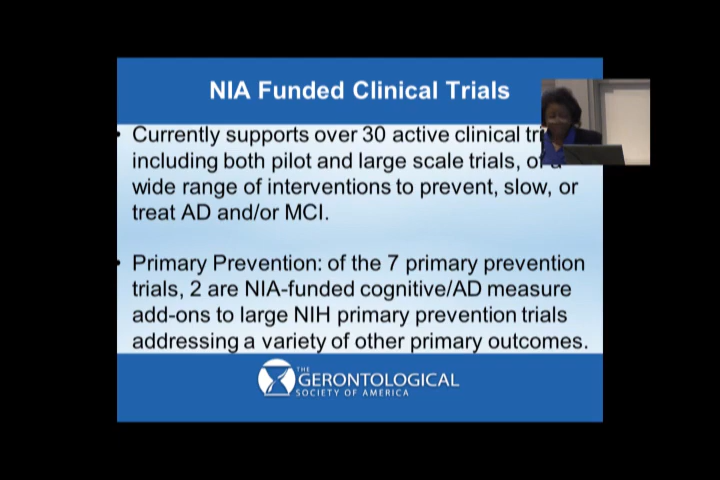 NIA Funded Clinical Trials
• Currently supports over 30 active clinical
including both pilot and large scale trials, of a
wide range of interventions to prevent, slow, or
treat AD and/or MCI.
• Primary Prevention: of the 7 primary prevention
trials, 2 are NIA-funded cognitive/AD measure
add-ons to large NIH primary prevention trials
addressing a variety of other primary outcomes.
THE
GERONTOLOGICAL
SOCIETY OF AMERICA